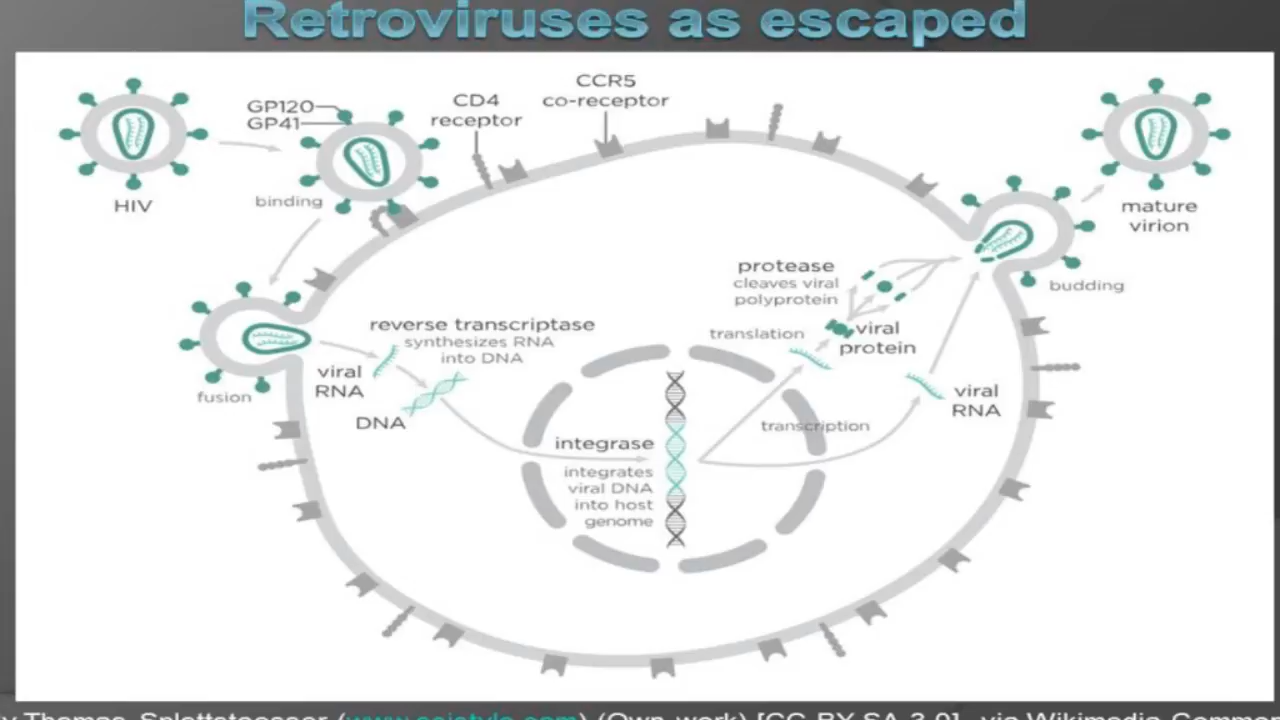 Retroviruses as escaped
HIV
GP120
GP41
binding
CD4
receptor
CCR5
co-receptor
fusion
viral
RNA
reverse transcriptase
synthesizes RNA
into DNA
DNA
integrase
integrates
viral DNA
into host
genome
transcription
translation
viral
protein
protease
cleaves viral
polyprotein
viral
RNA
budding
mature
virion
y Thomas Splettstoesser (www.scistyle.com) (Own work) [CC BY-SA 3.0], via Wikimedia Commo